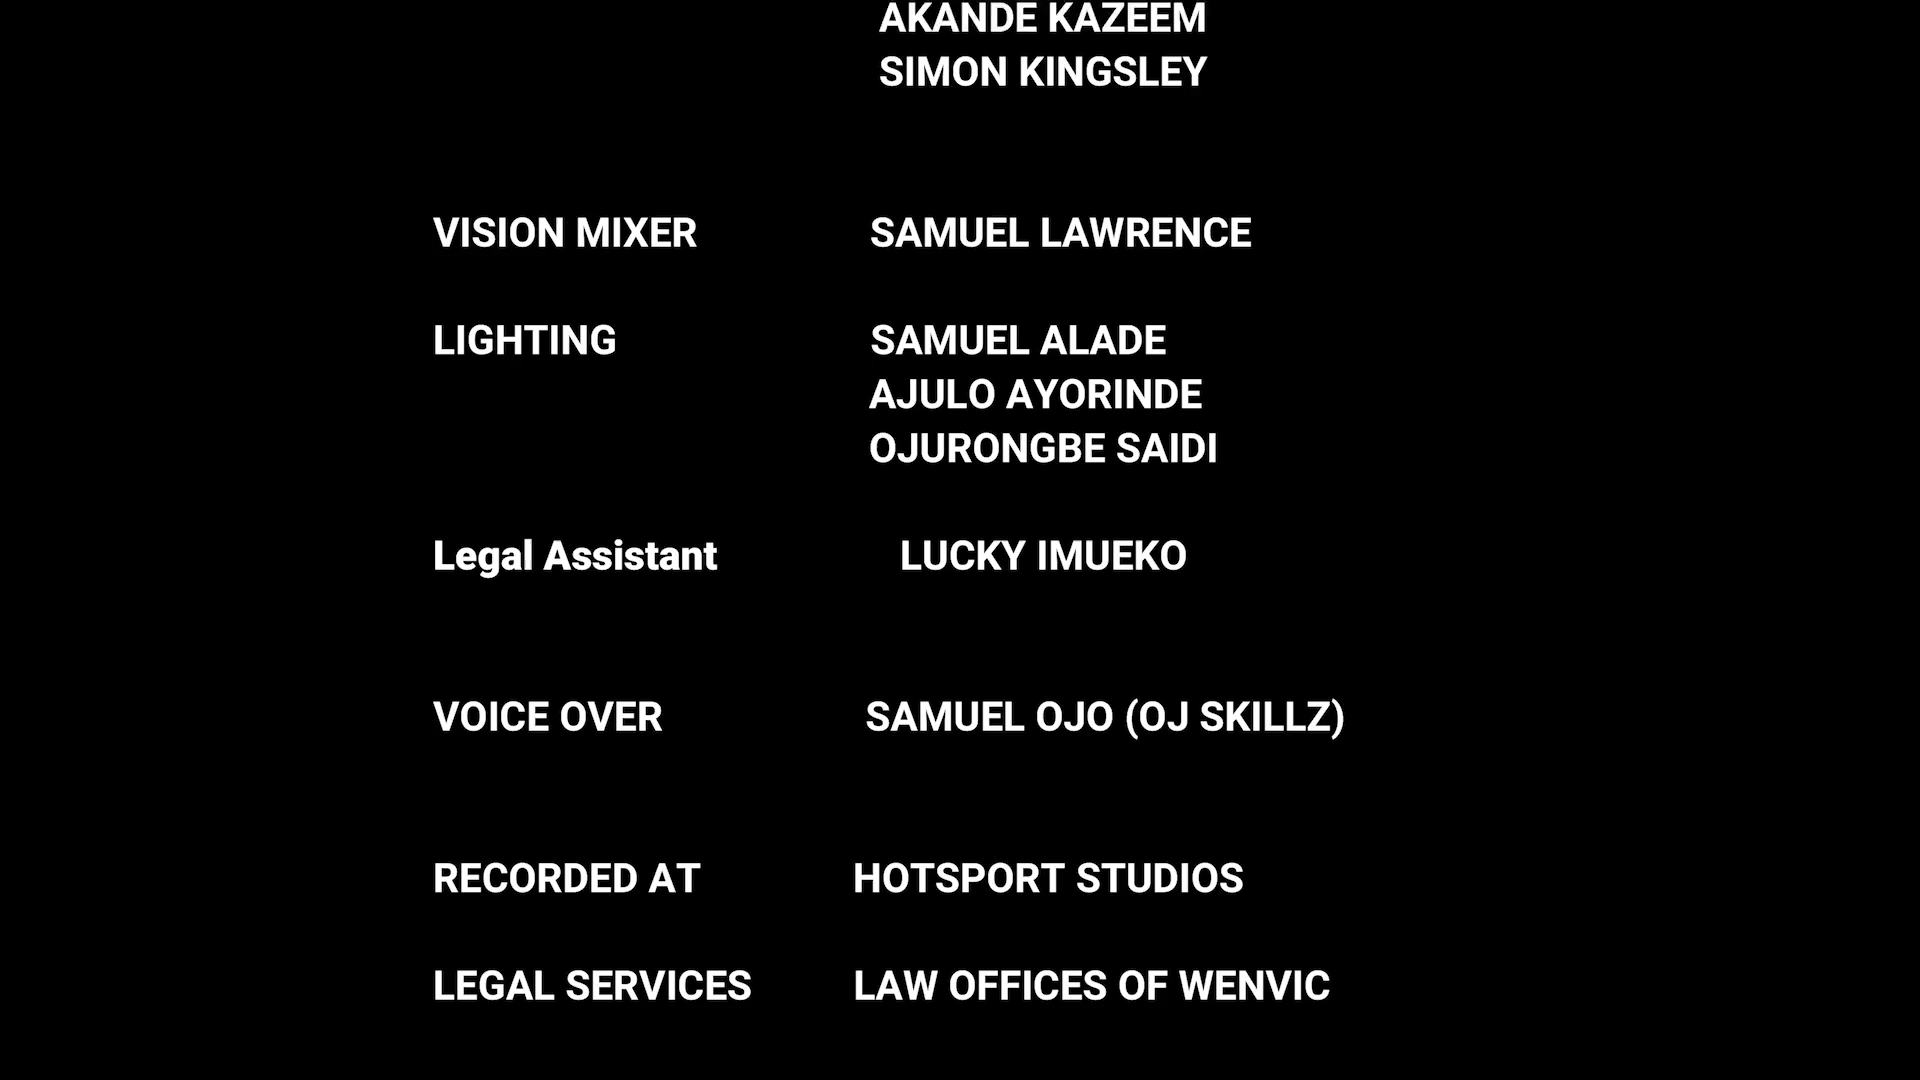 AKANDE KAZEEM
SIMON KINGSLEY
VISION MIXER SAMUEL LAWRENCE
LIGHTING SAMUEL ALADE
AJULO AYORINDE
OJURONGBE SAIDI
Legal Assistant LUCKY IMUEKO
VOICE OVER SAMUEL OJO (OJ SKILLZ)
RECORDED AT HOTSPORT STUDIOS
LEGAL SERVICES LAW OFFICES OF WENVIC